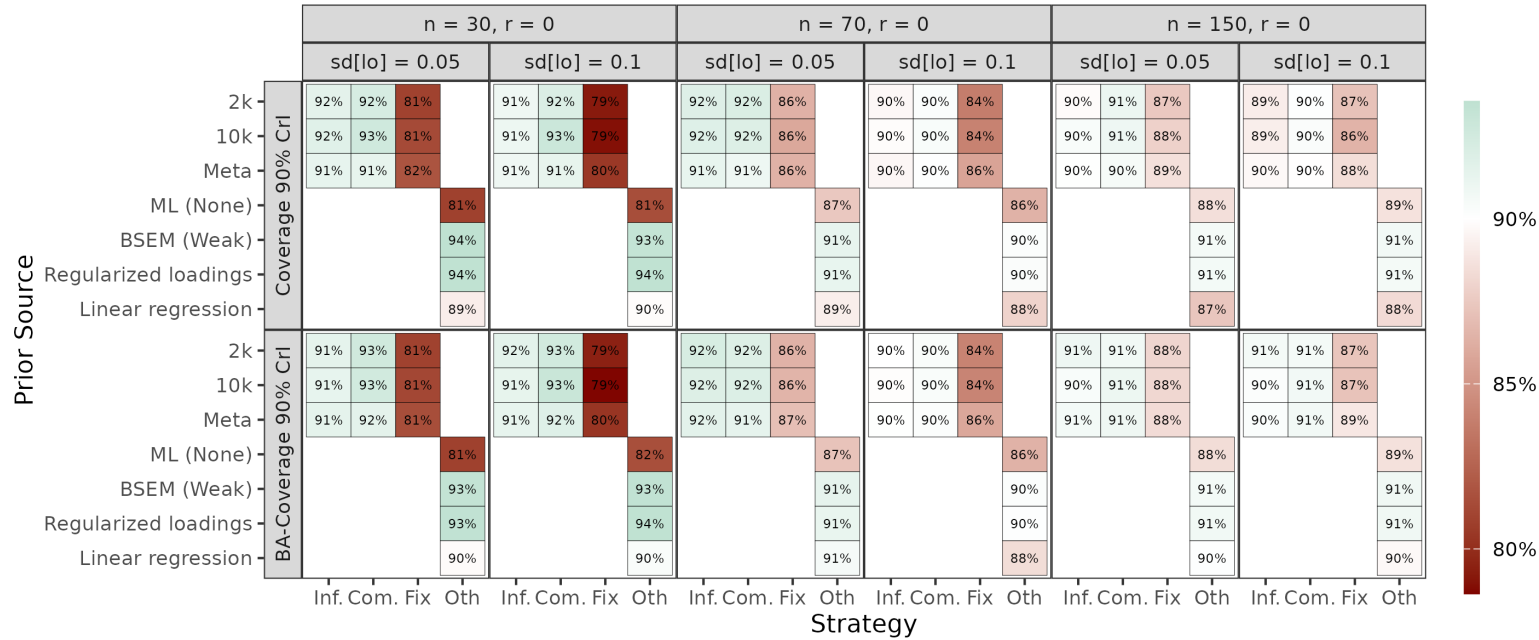 n = 30, r = 0 n = 70, r = 0 n = 150, r = 0
sd[lo] = 0.05 sd[lo] = 0.1 sd[lo] = 0.05 sd[lo] = 0.1 sd[lo] = 0.05 sd[lo] = 0.1
Prior Source
Coverage 90% CrI
2k 92% 92% 81% 91% 92% 79% 92% 92% 86% 90% 90% 84% 90% 91% 87% 89% 90% 87%
10k 92% 93% 81% 91% 93% 79% 92% 92% 86% 90% 90% 84% 90% 91% 88% 89% 90% 86%
Meta 91% 91% 82% 91% 91% 80% 91% 91% 86% 90% 90% 86% 90% 90% 89% 90% 90% 88%
ML (None) 81% 81% 87% 86% 88% 89%
BSEM (Weak) 94% 93% 91% 90% 91% 91%
Regularized loadings 94% 94% 91% 90% 91% 91%
Linear regression 89% 90% 89% 88% 87% 88%
BA-Coverage 90% CrI
2k 91% 93% 81% 92% 93% 79% 92% 92% 86% 90% 90% 84% 91% 91% 88% 91% 91% 87%
10k 91% 93% 81% 91% 93% 79% 92% 92% 86% 90% 90% 84% 90% 91% 88% 90% 91% 87%
Meta 91% 92% 81% 91% 92% 80% 92% 91% 87% 90% 90% 86% 91% 91% 88% 90% 91% 89%
ML (None) 81% 82% 87% 86% 88% 89%
BSEM (Weak) 93% 93% 91% 90% 91% 91%
Regularized loadings 93% 94% 91% 90% 91% 91%
Linear regression 90% 90% 91% 88% 90% 90%
Inf. Com. Fix Oth Inf. Com. Fix Oth Inf. Com. Fix Oth Inf. Com. Fix Oth Inf. Com. Fix Oth Inf. Com. Fix Oth
Strategy
90%
85%
80%